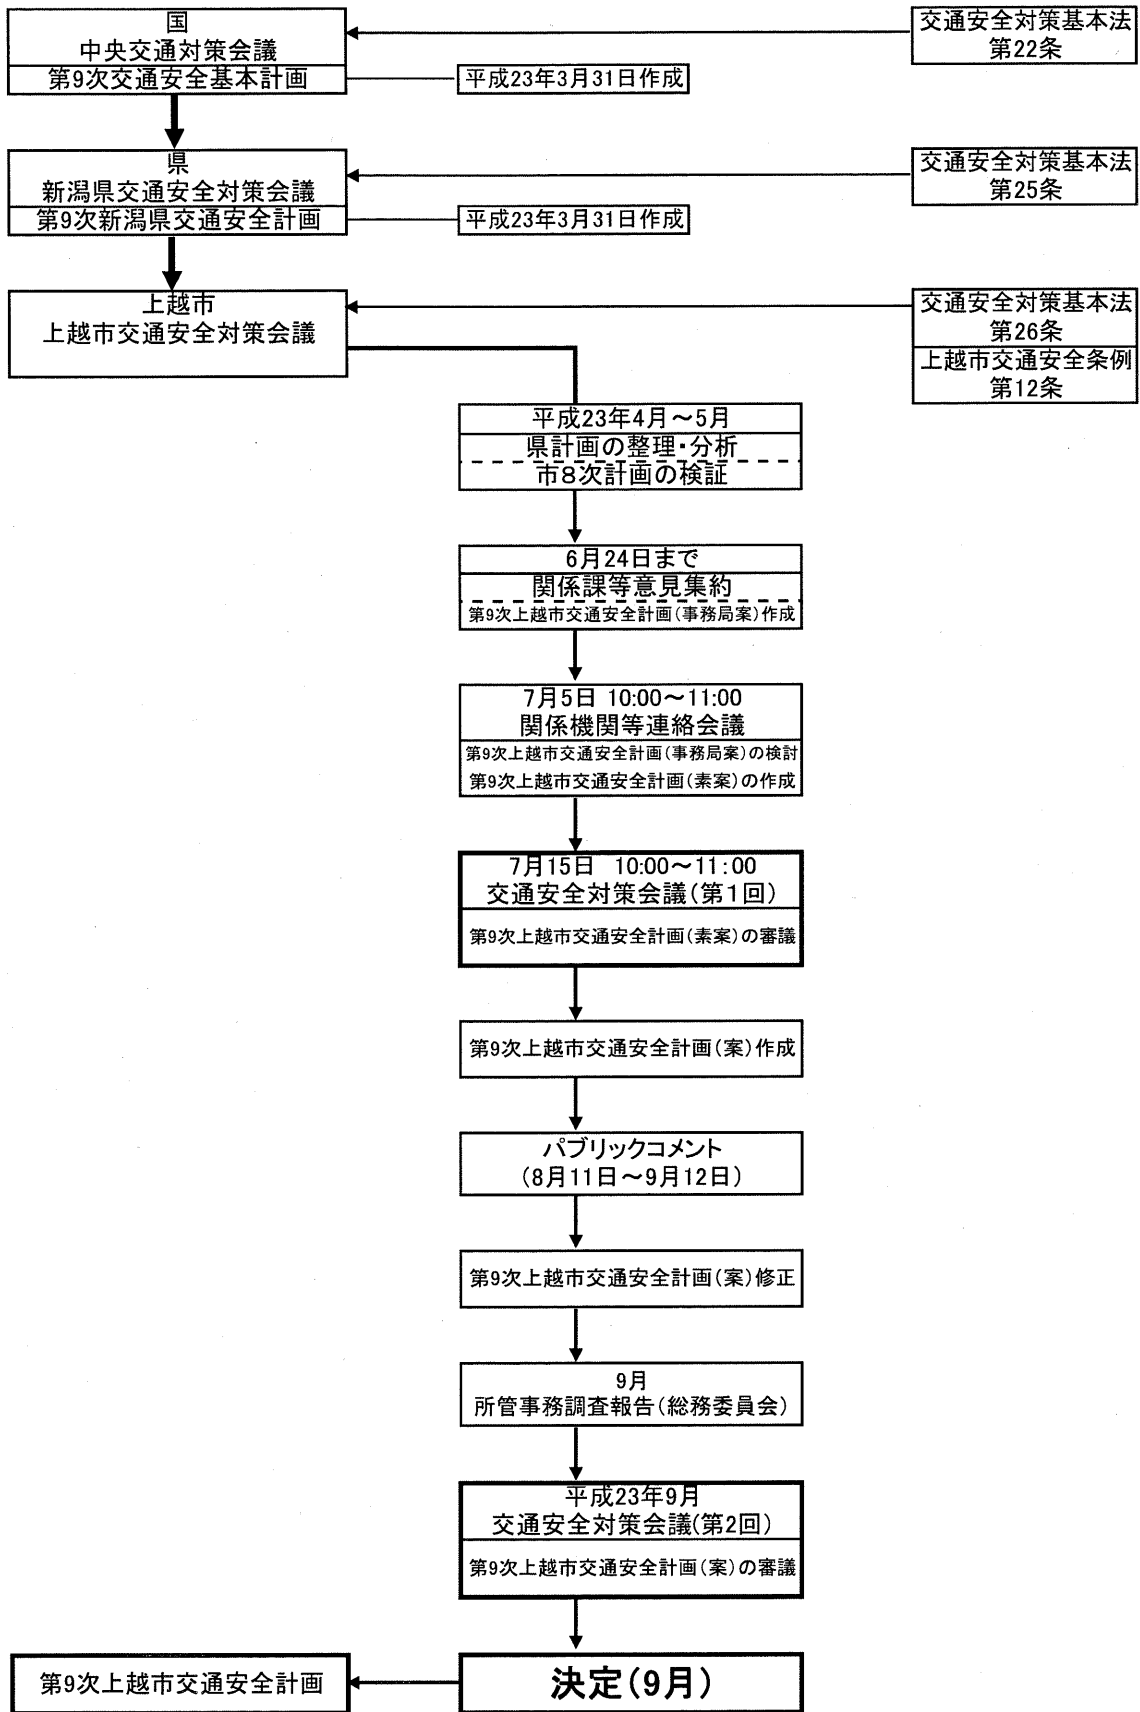 国
中央交通対策会議
第9次交通安全基本計画
交通安全対策基本法
第22条
平成23年3月31日作成
県
新潟県交通安全対策会議
第9次新潟県交通安全計画
交通安全対策基本法
第25条
平成23年3月31日作成
上越市
上越市交通安全対策会議
交通安全対策基本法
第26条
上越市交通安全条例
第12条
平成23年4月～5月
県計画の整理・分析
市8次計画の検証
6月24日まで
関係課等意見集約
第9次上越市交通安全計画(事務局案)作成
7月5日 10:00～11:00
関係機関等連絡会議
第9次上越市交通安全計画(事務局案)の検討
第9次上越市交通安全計画(素案)の作成
7月15日 10:00～11:00
交通安全対策会議(第1回)
第9次上越市交通安全計画(素案)の審議
第9次上越市交通安全計画(案)作成
パブリックコメント
(8月11日～9月12日)
第9次上越市交通安全計画(案)修正
9月
所管事務調査報告(総務委員会)
平成23年9月
交通安全対策会議(第2回)
第9次上越市交通安全計画(案)の審議
決定(9月)
第9次上越市交通安全計画